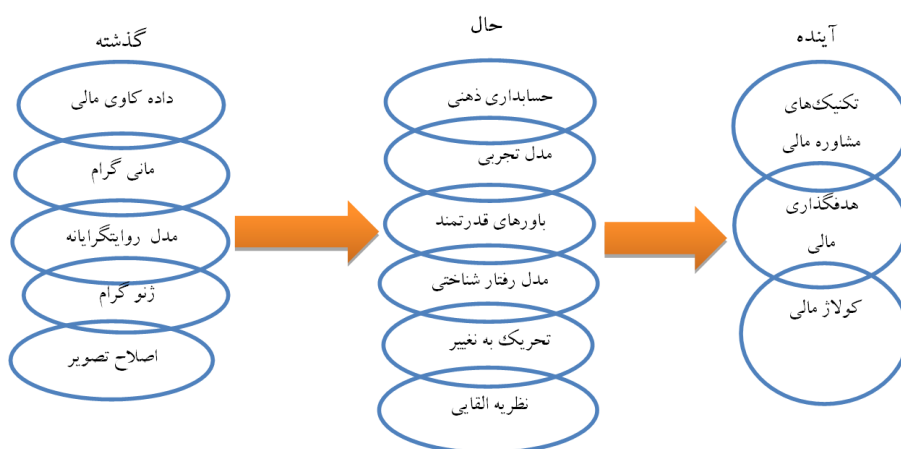 گذشته
داده کاوی مالی
مانی گرام
مدل روایتگرایانه
ژنو گرام
اصلاح تصویر
حال
حسابداری ذهنی
مدل تجربی
باورهای قدرتمند
مدل رفتار شناختی
تحریک به نغییر
نظریه القایی
آینده
تکنیک‌های
مشاوره مالی
هدفگذاری
مالی
کولاژ مالی